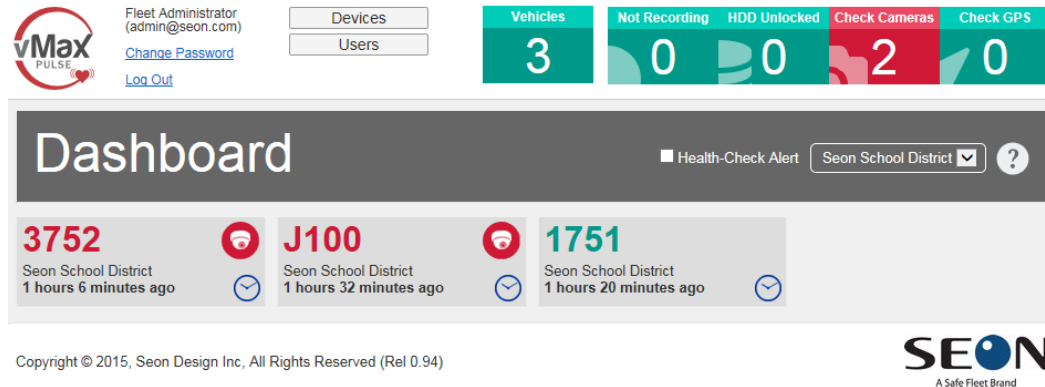 vMax
PULSE
Fleet Administrator
(admin@seon.com)
Change Password
Log Out
Devices
Users
Vehicles
3
Not Recording
0
HDD Unlocked
0
Check Cameras
2
Check GPS
0
Dashboard
Health-Check Alert
Seon School District
?
3752
Seon School District
1 hours 6 minutes ago
J100
Seon School District
1 hours 32 minutes ago
1751
Seon School District
1 hours 20 minutes ago
Copyright © 2015, Seon Design Inc, All Rights Reserved (Rel 0.94)
SEON
A Safe Fleet Brand